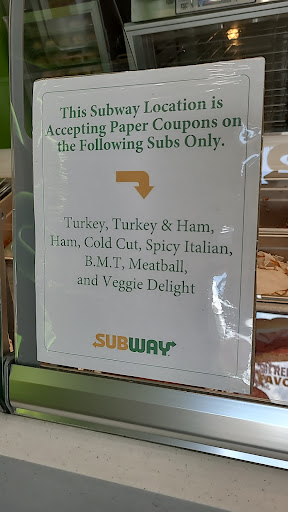 This Subway Location is
Accepting Paper Coupons on
the Following Subs Only.
Turkey, Turkey & Ham,
Ham, Cold Cut, Spicy Italian,
B.M.T, Meatball,
and Veggie Delight
SUBWAY